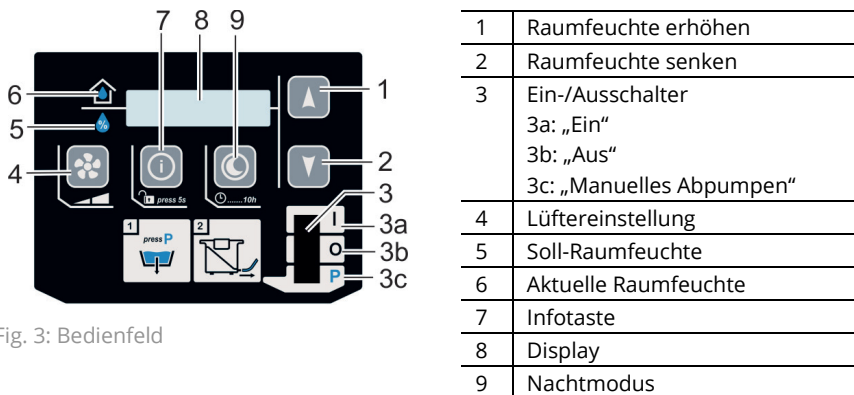 7 8 9
6
5
4
1
2
3
3a
3b
3c
%
i
press 5s
......10h
1
press P
2
I
O
P
Fig. 3: Bedienfeld
1 Raumfeuchte erhöhen
2 Raumfeuchte senken
3 Ein-/Ausschalter
3a: „Ein“
3b: „Aus“
3c: „Manuelles Abpumpen“
4 Lüftereinstellung
5 Soll-Raumfeuchte
6 Aktuelle Raumfeuchte
7 Infotaste
8 Display
9 Nachtmodus